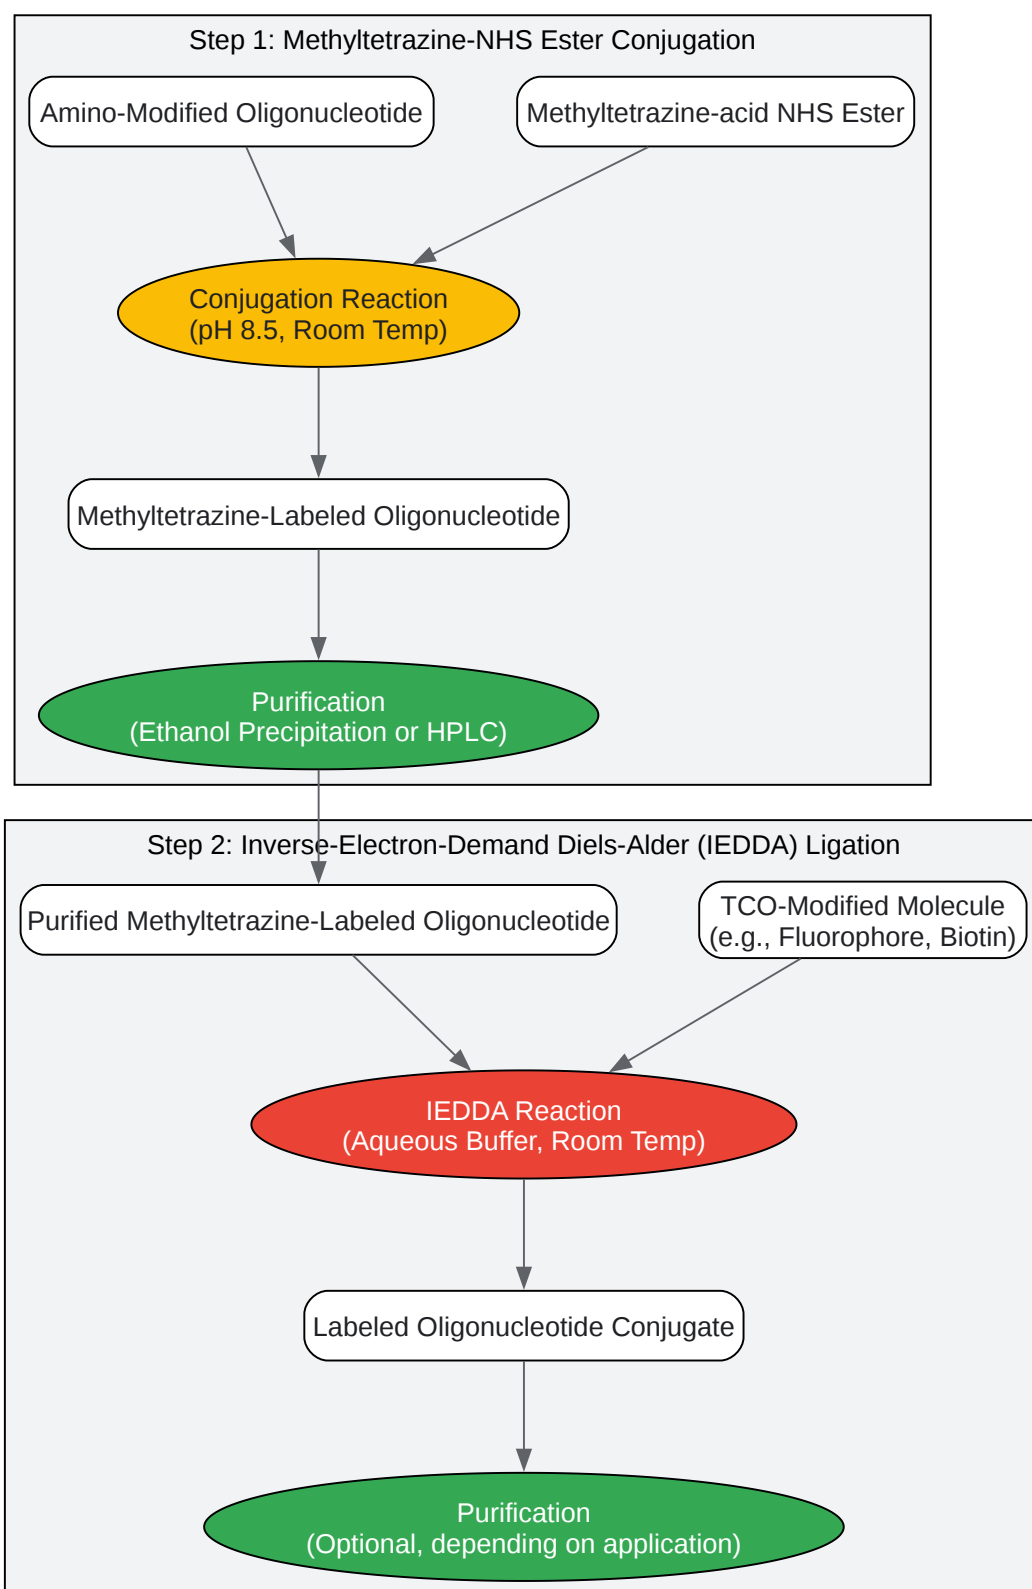 Step 1: Methyltetrazine-NHS Ester Conjugation
Amino-Modified Oligonucleotide
Methyltetrazine-acid NHS Ester
Conjugation Reaction
(pH 8.5, Room Temp)
Methyltetrazine-Labeled Oligonucleotide
Purification
(Ethanol Precipitation or HPLC)
Step 2: Inverse-Electron-Demand Diels-Alder (IEDDA) Ligation
Purified Methyltetrazine-Labeled Oligonucleotide
TCO-Modified Molecule
(e.g., Fluorophore, Biotin)
IEDDA Reaction
(Aqueous Buffer, Room Temp)
Labeled Oligonucleotide Conjugate
Purification
(Optional, depending on application)